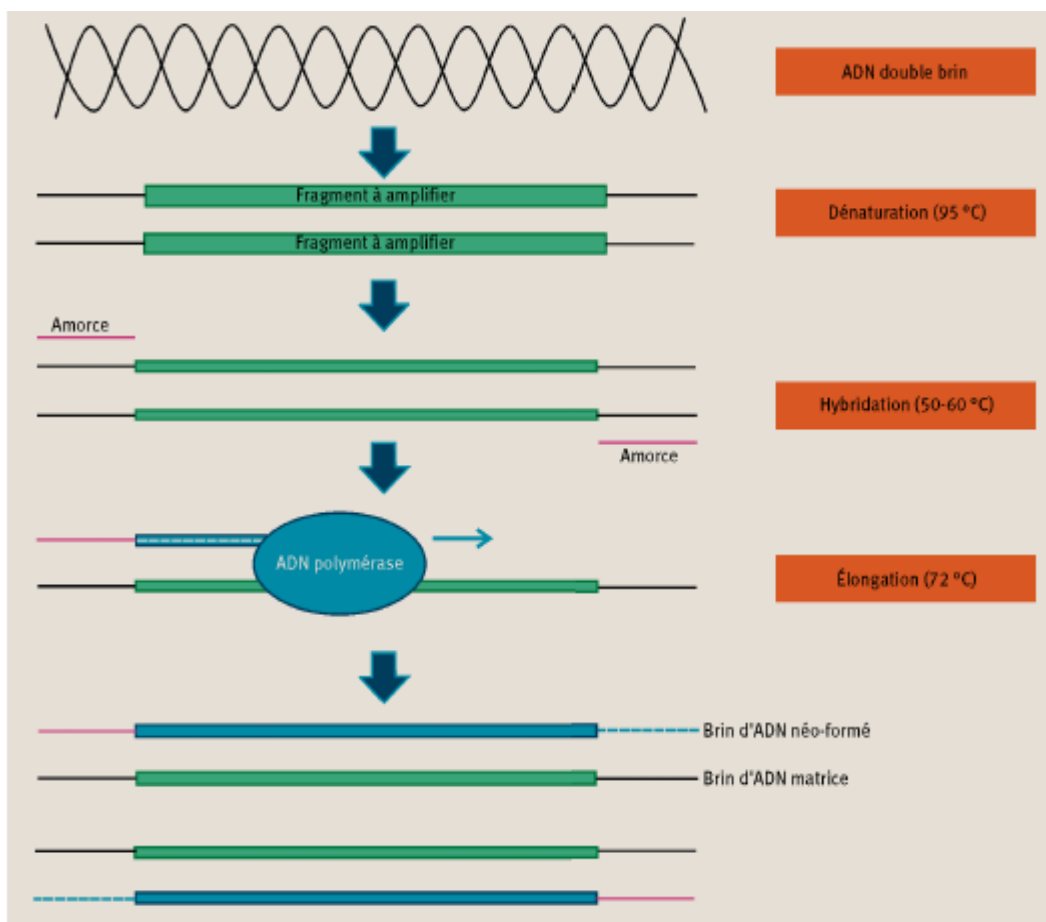 ADN double brin
Fragment à amplifier
Dénaturation (95 °C)
Fragment à amplifier
Amorce
Hybridation (50-60 °C)
Amorce
ADN polymérase
Élongation (72 °C)
Brin d'ADN néo-formé
Brin d'ADN matrice